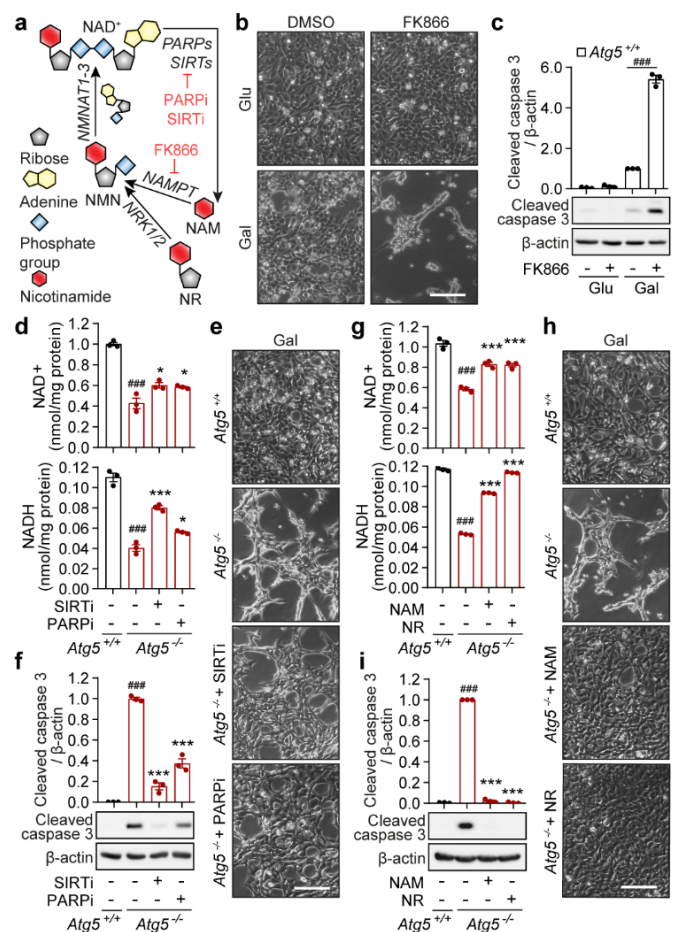 a
NAD+
PARPs
SIRTs
PARPi
SIRTi
NMNAT1-3
FK866
NAMPT
NMN
NRK1/2
NAM
NR
Ribose
Adenine
Phosphate
group
Nicotinamide
b
DMSO
FK866
Glu
Gal
c
Atg5 +/+
###
Cleaved caspase 3
/ β-actin
6.0
4.0
2.0
0.0
Cleaved
caspase 3
β-actin
FK866
- + - +
Glu Gal
d
NAD+
(nmol/mg protein)
1.2
1.0
0.8
0.6
0.4
0.2
0.0
###
*
*
NADH
(nmol/mg protein)
0.12
0.10
0.08
0.06
0.04
0.02
0.00
###
***
*
SIRTi - - + -
PARPi - - - +
Atg5 +/+ Atg5 -/-
e
Gal
Atg5 +/+
Atg5 -/-
Atg5 -/- + SIRTi
Atg5 -/- + PARPi
f
Cleaved caspase 3
/ β-actin
1.2
1.0
0.8
0.6
0.4
0.2
0.0
###
***
***
Cleaved
caspase 3
β-actin
SIRTi - - + -
PARPi - - - +
Atg5 +/+ Atg5 -/-
g
NAD+
(nmol/mg protein)
1.2
1.0
0.8
0.6
0.4
0.2
0.0
###
***
***
NADH
(nmol/mg protein)
0.12
0.10
0.08
0.06
0.04
0.02
0.00
###
***
***
NAM - - + -
NR - - - +
Atg5 +/+ Atg5 -/-
h
Gal
Atg5 +/+
Atg5 -/-
Atg5 -/- + NAM
Atg5 -/- + NR
i
Cleaved caspase 3
/ β-actin
1.2
1.0
0.8
0.6
0.4
0.2
0.0
###
***
***
Cleaved
caspase 3
β-actin
NAM - - + -
NR - - - +
Atg5 +/+ Atg5 -/-